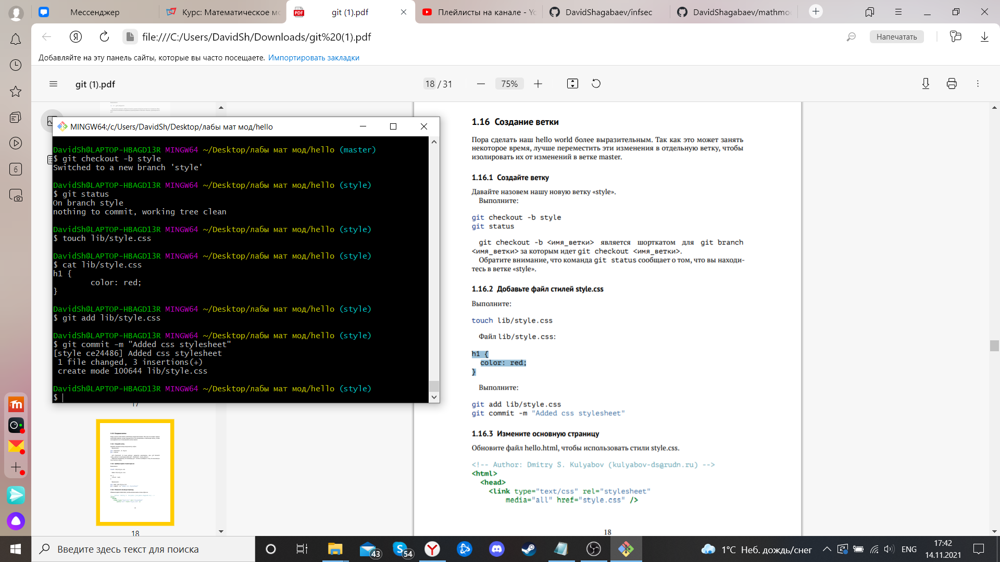 Мессенджер
Курс: Математическое мо
git (1).pdf
Плейлисты на канале - Yo
DavidShagabaev/infsec
DavidShagabaev/mathmo
file:///C:/Users/DavidSh/Downloads/git%20(1).pdf
Напечатать
Добавляйте на эту панель сайты, которые вы часто посещаете. Импортировать закладки
git (1).pdf
18 / 31
75%
MINGW64:/c/Users/DavidSh/Desktop/лабы мат мод/hello
DavidSh@LAPTOP-HBAGD13R MINGW64 ~/Desktop/лабы мат мод/hello (master)
$ git checkout -b style
Switched to a new branch 'style'
DavidSh@LAPTOP-HBAGD13R MINGW64 ~/Desktop/лабы мат мод/hello (style)
$ git status
On branch style
nothing to commit, working tree clean
DavidSh@LAPTOP-HBAGD13R MINGW64 ~/Desktop/лабы мат мод/hello (style)
$ touch lib/style.css
DavidSh@LAPTOP-HBAGD13R MINGW64 ~/Desktop/лабы мат мод/hello (style)
$ cat lib/style.css
h1 {
color: red;
}
DavidSh@LAPTOP-HBAGD13R MINGW64 ~/Desktop/лабы мат мод/hello (style)
$ git add lib/style.css
DavidSh@LAPTOP-HBAGD13R MINGW64 ~/Desktop/лабы мат мод/hello (style)
$ git commit -m "Added css stylesheet"
[style ce24486] Added css stylesheet
1 file changed, 3 insertions(+)
create mode 100644 lib/style.css
DavidSh@LAPTOP-HBAGD13R MINGW64 ~/Desktop/лабы мат мод/hello (style)
$
17
18
1.16 Создание ветки
Пора сделать наш hello world более выразительным. Так как это может занять
некоторое время, лучше переместить эти изменения в отдельную ветку, чтобы
изолировать их от изменений в ветке master.
1.16.1 Создайте ветку
Давайте назовем нашу новую ветку «style».
Выполните:
git checkout -b style
git status
git checkout -b <имя_ветки> является шорткатом для git branch
<имя_ветки> за которым идет git checkout <имя_ветки>.
Обратите внимание, что команда git status сообщает о том, что вы находи-
тесь в ветке «style».
1.16.2 Добавьте файл стилей style.css
Выполните:
touch lib/style.css
Файл lib/style.css:
h1 {
color: red;
}
Выполните:
git add lib/style.css
git commit -m "Added css stylesheet"
1.16.3 Измените основную страницу
Обновите файл hello.html, чтобы использовать стили style.css.
<!-- Author: Dmitry S. Kulyabov (kulyabov-ds@rudn.ru) -->
<html>
<head>
<link type="text/css" rel="stylesheet"
media="all" href="style.css" />
18
6
Введите здесь текст для поиска
43
54
1°C Неб. дождь/снег
ENG
17:42
14.11.2021